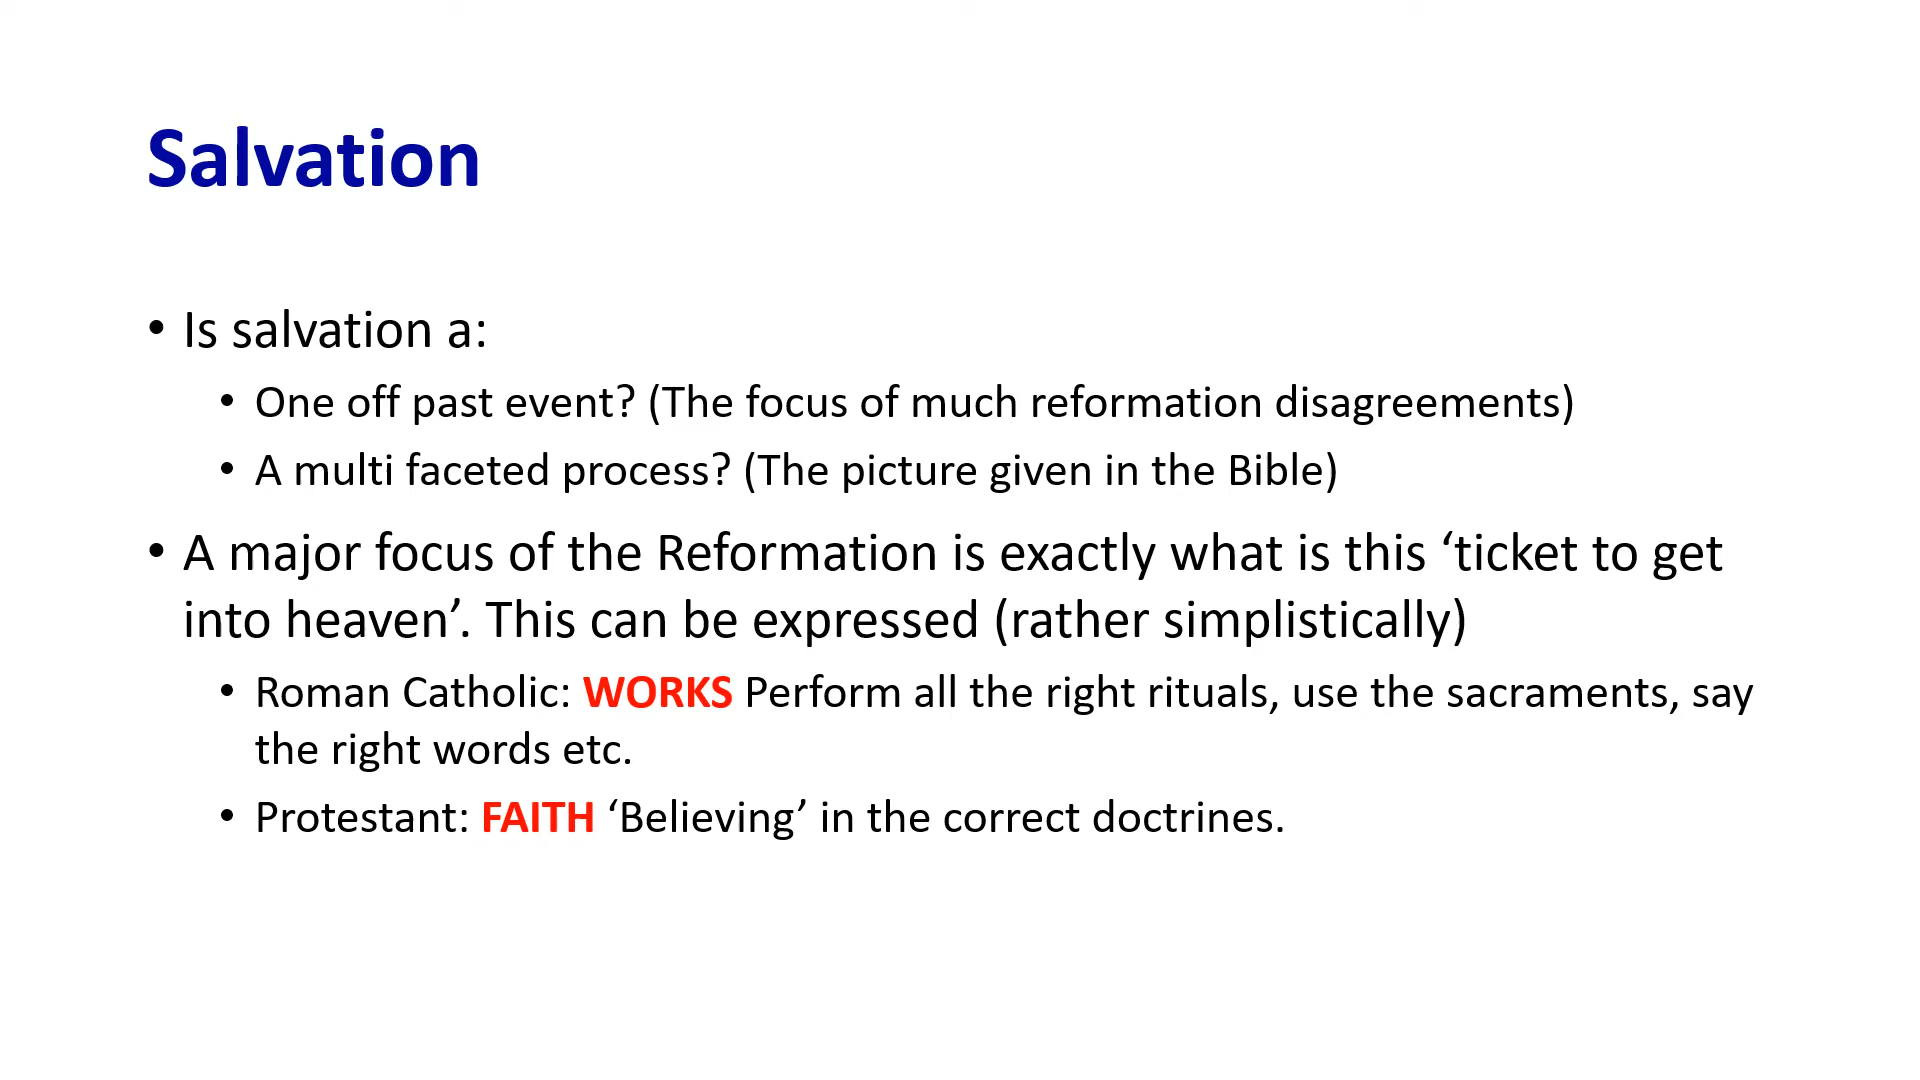 Salvation
• Is salvation a:
• One off past event? (The focus of much reformation disagreements)
• A multi faceted process? (The picture given in the Bible)
• A major focus of the Reformation is exactly what is this ‘ticket to get
into heaven’. This can be expressed (rather simplistically)
• Roman Catholic: WORKS Perform all the right rituals, use the sacraments, say
the right words etc.
• Protestant: FAITH ‘Believing’ in the correct doctrines.